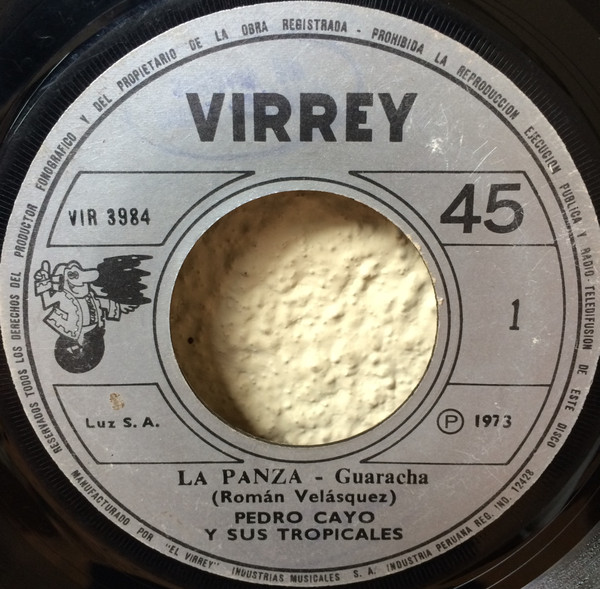 RESERVADOS TODOS LOS DERECHOS DEL PRODUCTOR FONOGRAFICO Y DEL PROPIETARIO DE LA OBRA REGISTRADA - PROHIBIDA LA REPRODUCCION EJECUCION PUBLICA Y RADIO-TELEDIFUSION DE ESTE DISCO
VIRREY
VIR 3984
45
1
Luz S. A.
Ⓟ 1973
LA PANZA - Guaracha
(Román Velásquez)
PEDRO CAYO
Y SUS TROPICALES
MANUFACTURADO POR "EL VIRREY" INDUSTRIAS MUSICALES S. A. INDUSTRIA PERUANA REG. IND. 12428